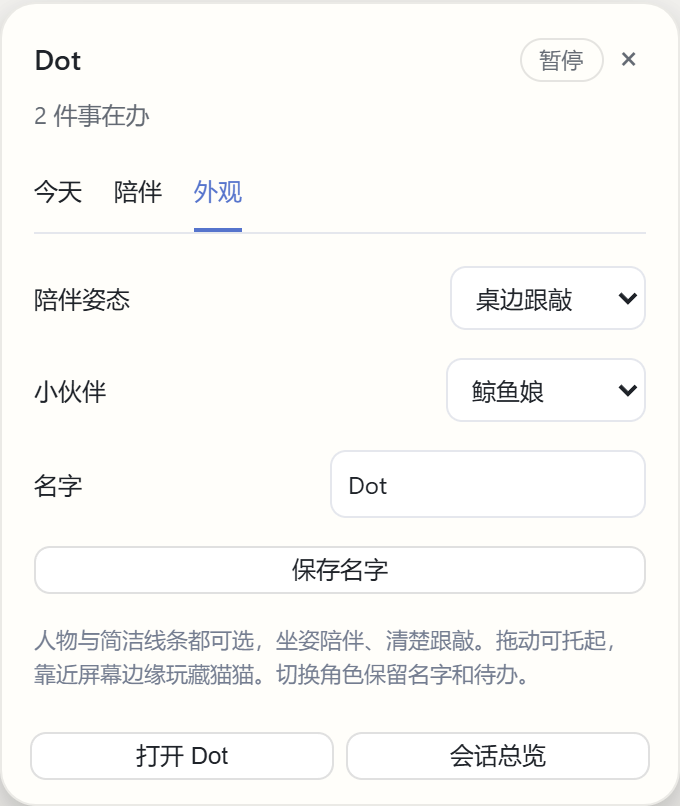 Dot
暂停
×
2 件事在办
今天 陪伴 外观
陪伴姿态 桌边跟敲
小伙伴 鲸鱼娘
名字 Dot
保存名字
人物与简洁线条都可选，坐姿陪伴、清楚跟敲。拖动可托起，
靠近屏幕边缘玩藏猫猫。切换角色保留名字和待办。
打开 Dot 会话总览